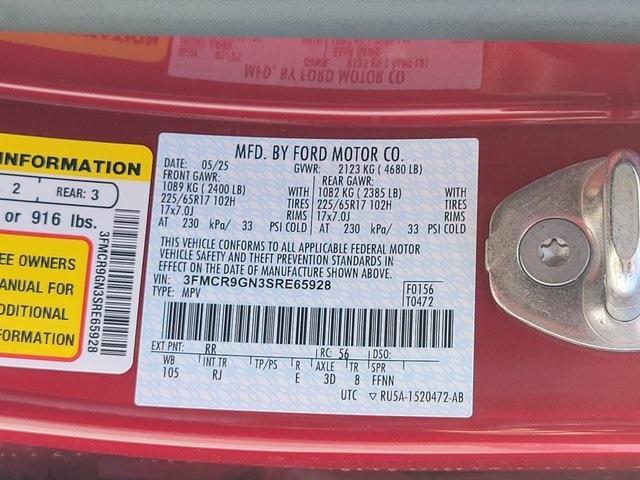 MFD. BY FORD MOTOR CO.
INFORMATION
2 REAR: 3
or 916 lbs.
EE OWNERS
ANUAL FOR
DDITIONAL
FORMATION
3FMCR9GN3SRE65928
MFD. BY FORD MOTOR CO.
DATE: 05/25 GVWR: 2123 KG ( 4680 LB)
FRONT GAWR: REAR GAWR:
1089 KG ( 2400 LB) WITH 1082 KG ( 2385 LB) WITH
225/65R17 102H TIRES 225/65R17 102H TIRES
17x7.0J RIMS 17x7.0J RIMS
AT 230 kPa/ 33 PSI COLD AT 230 kPa/ 33 PSI COLD
THIS VEHICLE CONFORMS TO ALL APPLICABLE FEDERAL MOTOR
VEHICLE SAFETY AND THEFT PREVENTION STANDARDS IN
EFFECT ON THE DATE OF MANUFACTURE SHOWN ABOVE.
VIN: 3FMCR9GN3SRE65928 F0156
TYPE: MPV T0472
EXT PNT: RR RC: 56 DSO:
WB INT TR TP/PS R AXLE TR SPR
105 RJ E 3D 8 FFNN
UTC ▽ RU5A-1520472-AB